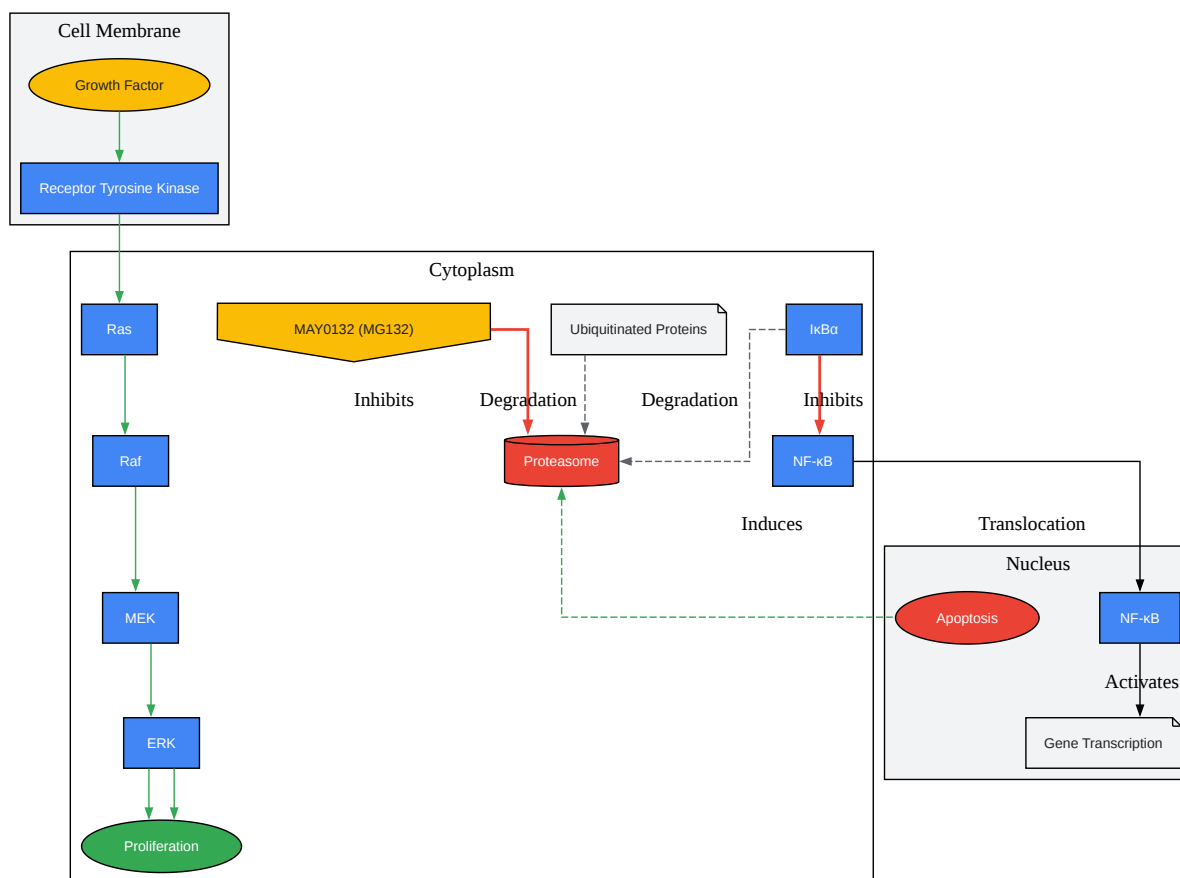 Cell Membrane
Growth Factor
Receptor Tyrosine Kinase
Cytoplasm
Ras
MAY0132 (MG132)
Ubiquitinated Proteins
IκBα
Inhibits
Degradation
Degradation
Inhibits
Raf
Proteasome
NF-κB
Induces
Translocation
Nucleus
MEK
Apoptosis
NF-κB
Activates
ERK
Gene Transcription
Proliferation